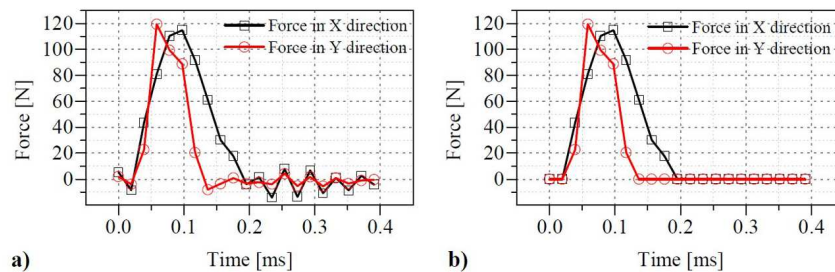 120
100
80
60
40
20
0
Force [N]
Force in X direction
Force in Y direction
0.0 0.1 0.2 0.3 0.4
Time [ms]
a)
120
100
80
60
40
20
0
Force [N]
Force in X direction
Force in Y direction
0.0 0.1 0.2 0.3 0.4
Time [ms]
b)